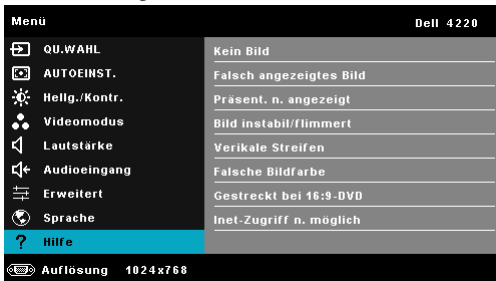 Menü
Dell 4220
QU.WAHL
AUTOEINST.
Hellg./Kontr.
Videomodus
Lautstärke
Audioeingang
Erweitert
Sprache
? Hilfe
Kein Bild
Falsch angezeigtes Bild
Präsent. n. angezeigt
Bild instabil/flimmert
Verikale Streifen
Falsche Bildfarbe
Gestreckt bei 16:9-DVD
Inet-Zugriff n. möglich
Auflösung 1024x768